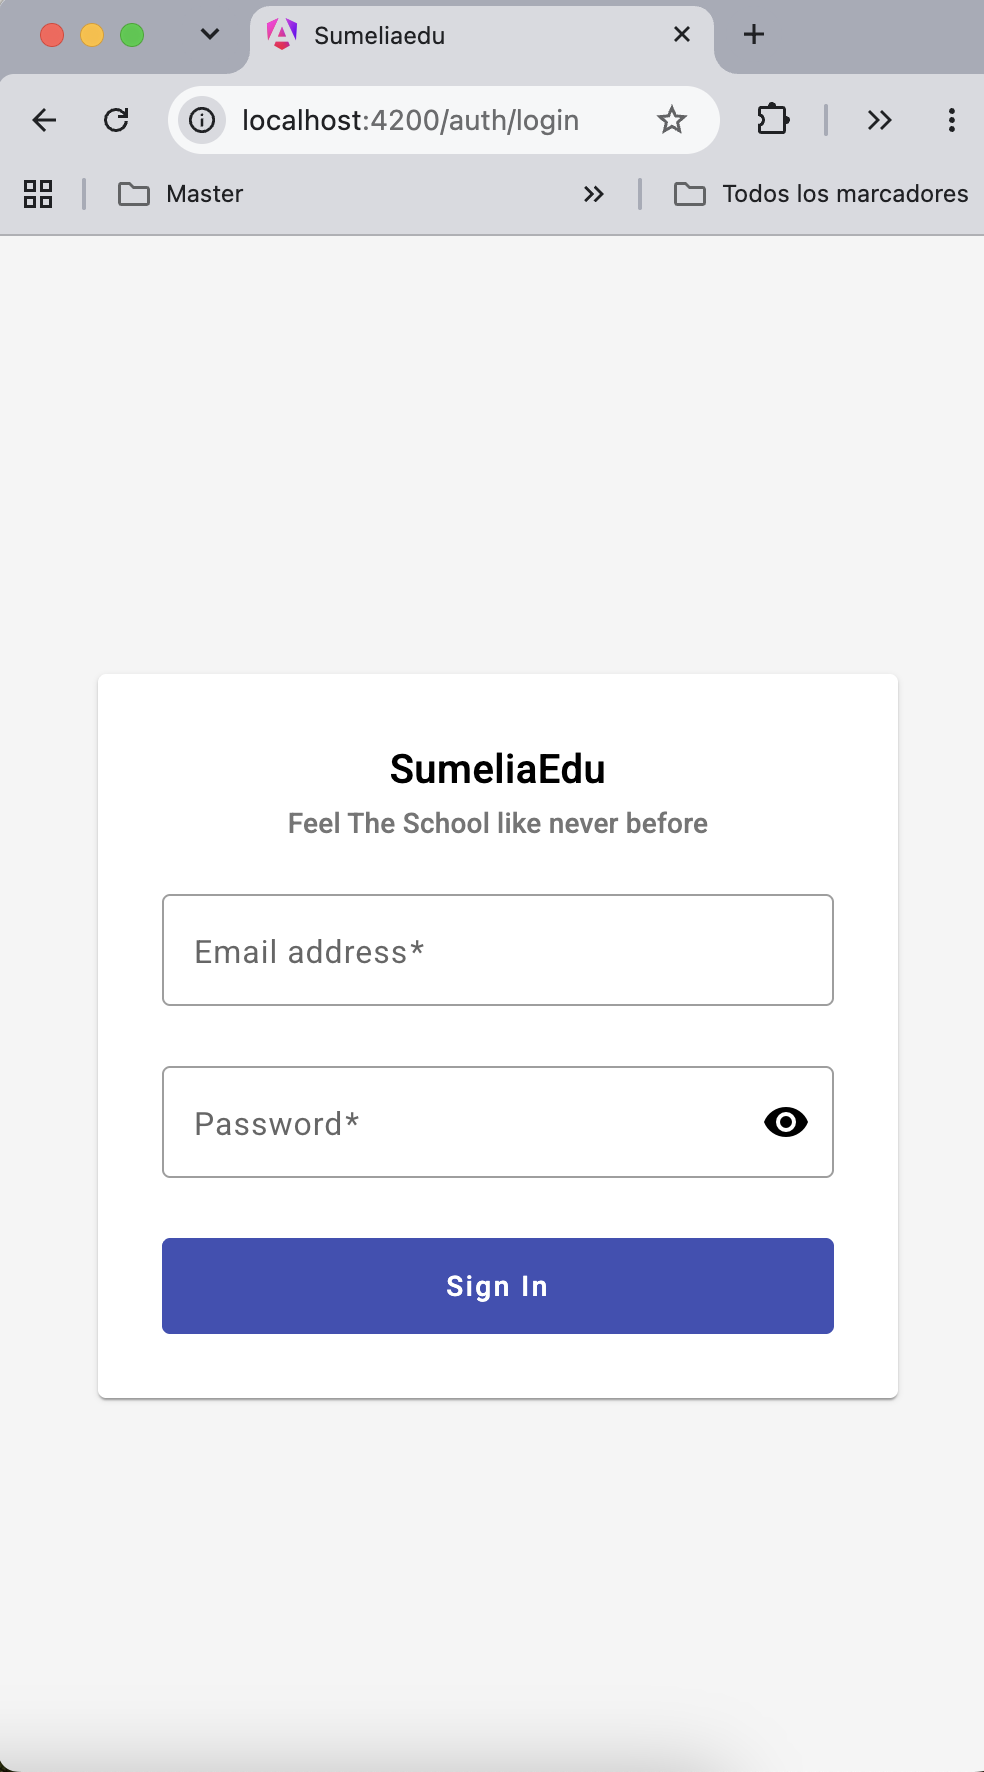 Sumeliaedu
localhost:4200/auth/login
Master
Todos los marcadores
SumeliaEdu
Feel The School like never before
Email address*
Password*
Sign In